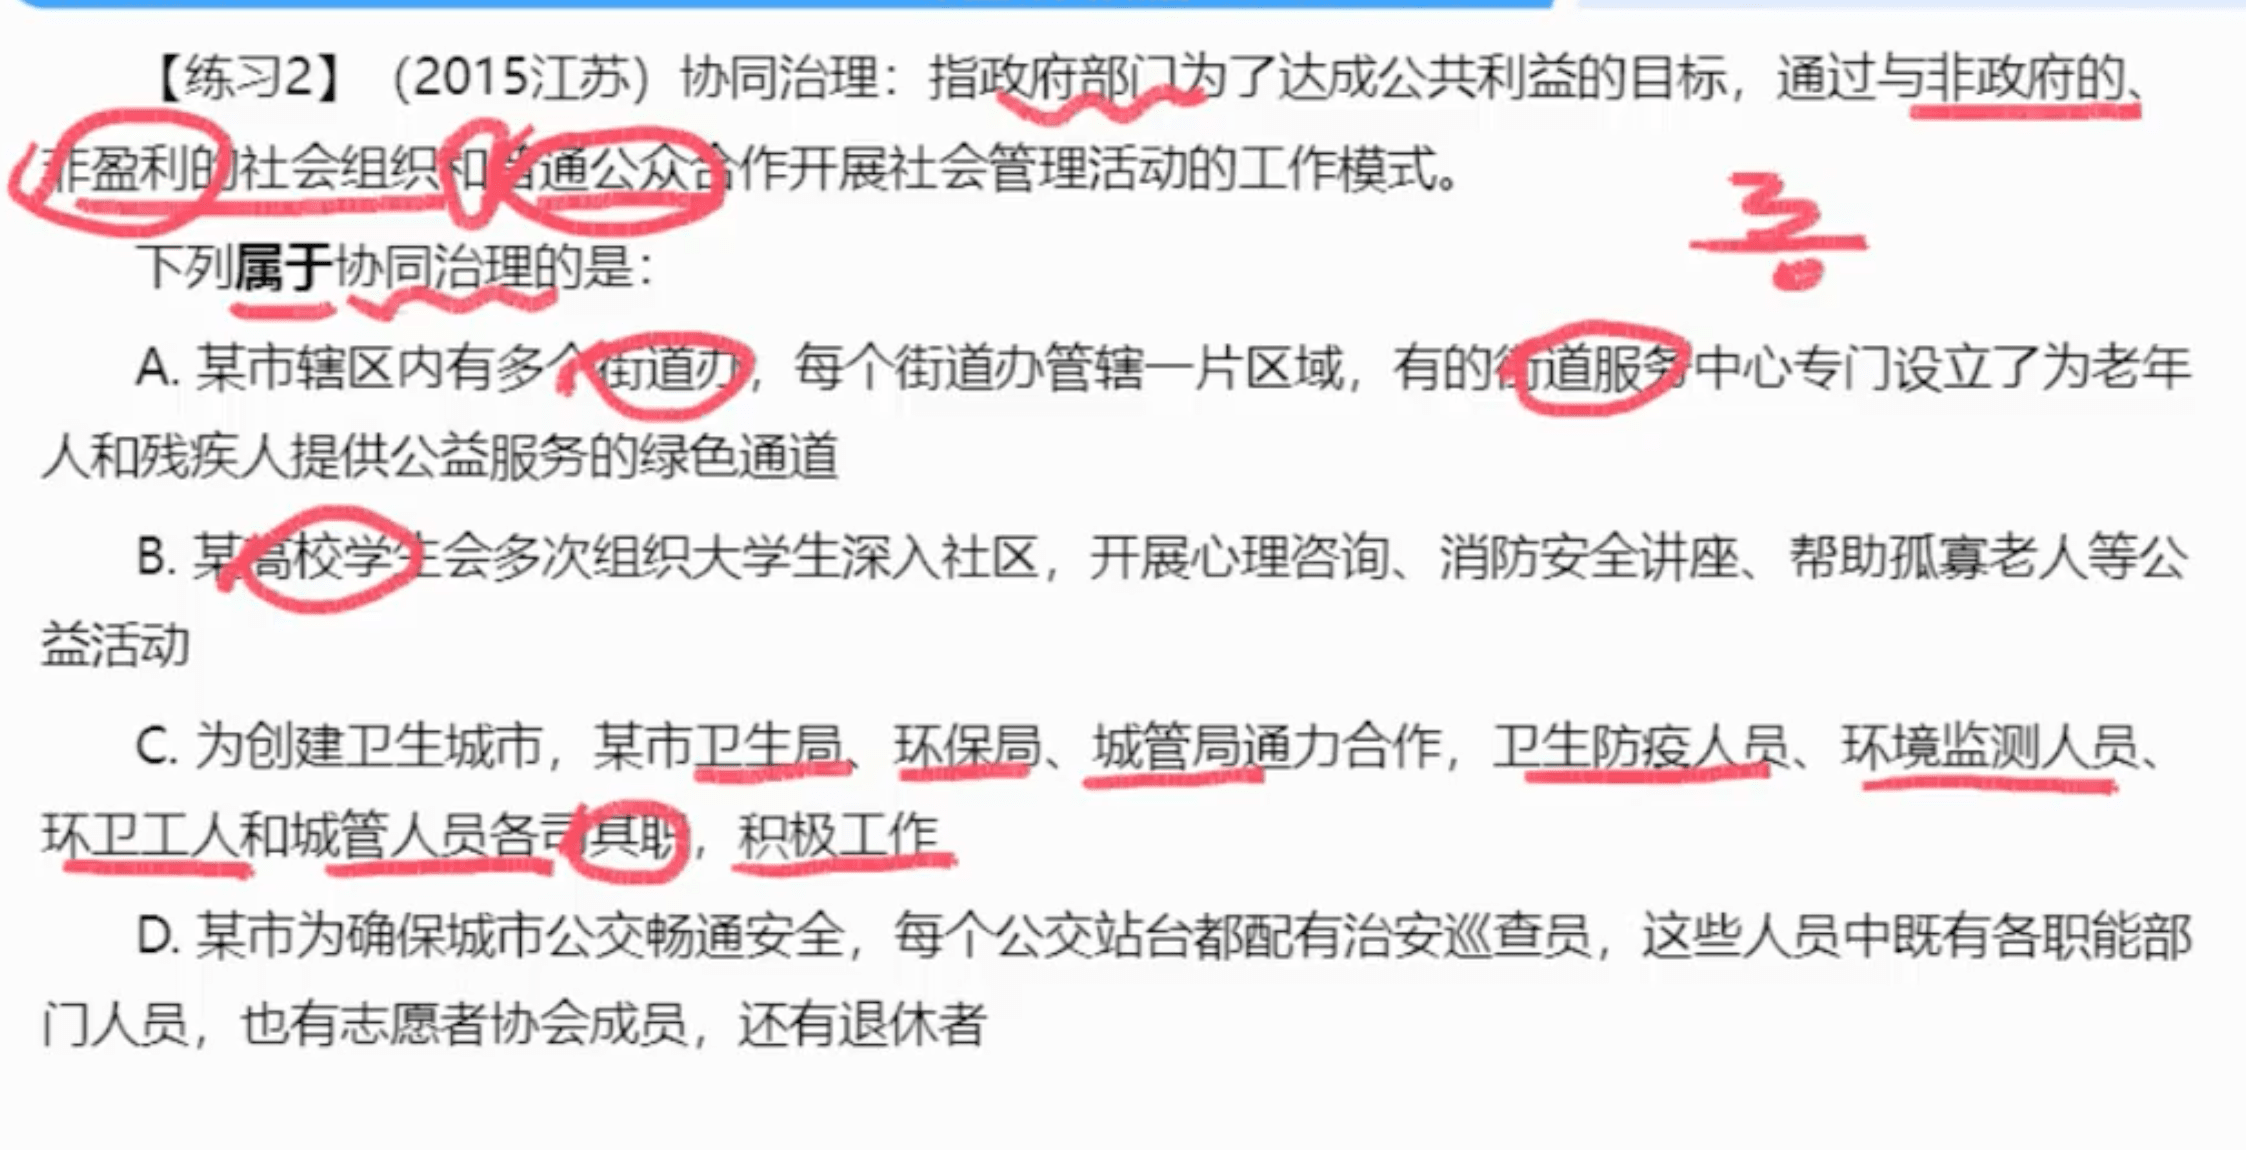 【练习2】（2015江苏）协同治理：指政府部门为了达成公共利益的目标，通过与非政府的、
非盈利的社会组织和普通公众合作开展社会管理活动的工作模式。
下列属于协同治理的是：
A. 某市辖区内有多个街道办，每个街道办管辖一片区域，有的街道服务中心专门设立了为老年
人和残疾人提供公益服务的绿色通道
B. 某高校学生会多次组织大学生深入社区，开展心理咨询、消防安全讲座、帮助孤寡老人等公
益活动
C. 为创建卫生城市，某市卫生局、环保局、城管局通力合作，卫生防疫人员、环境监测人员、
环卫工人和城管人员各司其职，积极工作
D. 某市为确保城市公交畅通安全，每个公交站台都配有治安巡查员，这些人员中既有各职能部
门人员，也有志愿者协会成员，还有退休者